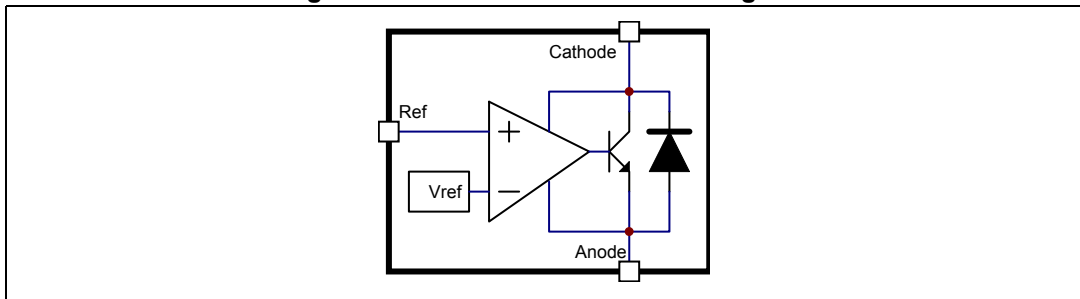 Cathode
Ref
+
Vref
−
Anode